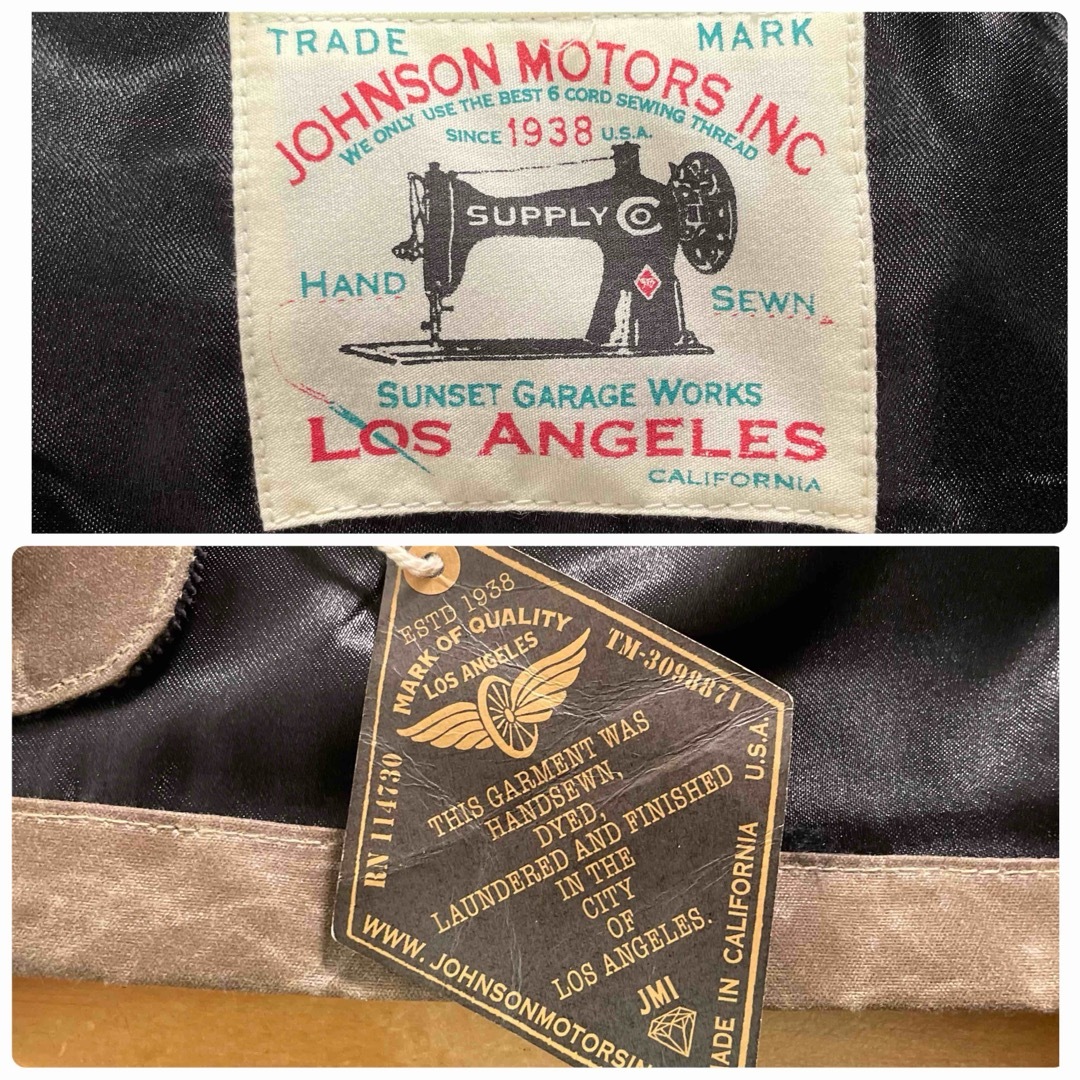 TRADE MARK
JOHNSON MOTORS INC
WE ONLY USE THE BEST 6 CORD SEWING THREAD
SINCE 1938 U.S.A.
SUPPLY CO
HAND SEWN
SUNSET GARAGE WORKS
LOS ANGELES
CALIFORNIA
ESTD 1938
MARK OF QUALITY
LOS ANGELES
TM-3098871
RN 114730
THIS GARMENT WAS
HANDSEWN,
DYED,
LAUNDERED AND FINISHED
IN THE
CITY
OF
LOS ANGELES.
JMI
WWW.JOHNSONMOTORSIN
MADE IN CALIFORNIA U.S.A.